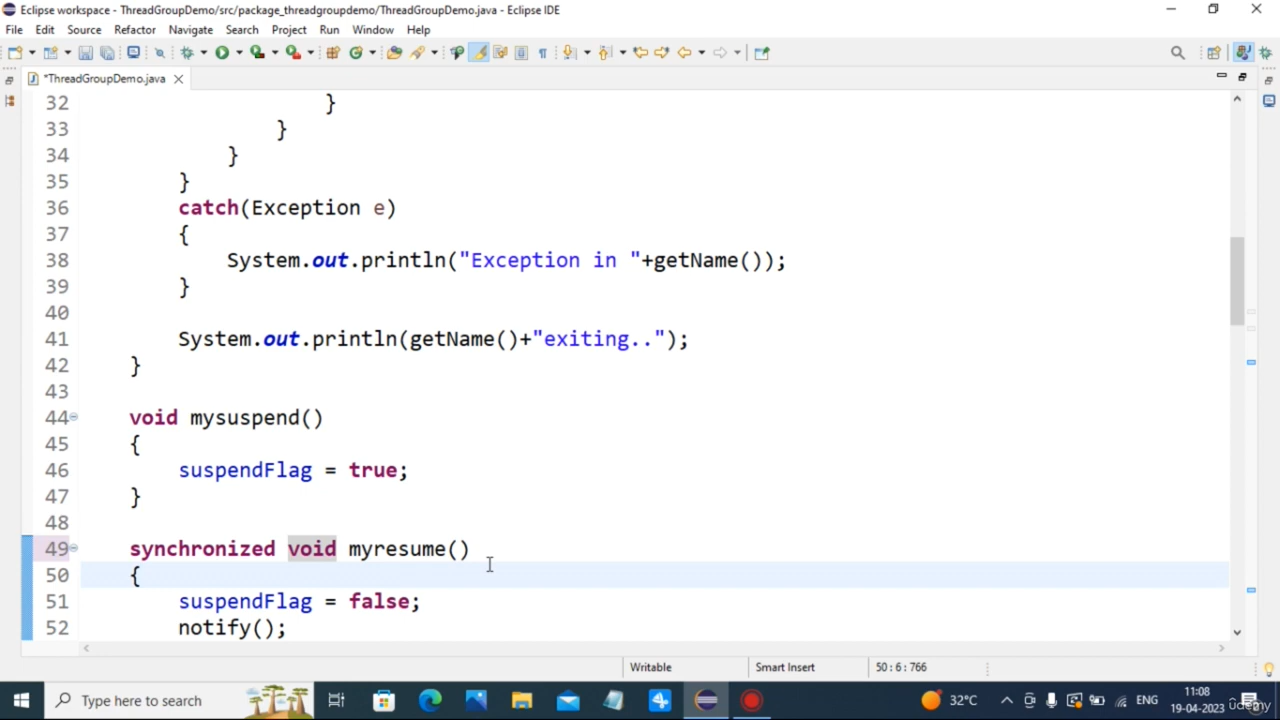 Eclipse workspace - ThreadGroupDemo/src/package_threadgroupdemo/ThreadGroupDemo.java - Eclipse IDE
File Edit Source Refactor Navigate Search Project Run Window Help
*ThreadGroupDemo.java
32 }
33 }
34 }
35 }
36 catch(Exception e)
37 {
38 System.out.println("Exception in "+getName());
39 }
40
41 System.out.println(getName()+"exiting..");
42 }
43
44 void mysuspend()
45 {
46 suspendFlag = true;
47 }
48
49 synchronized void myresume()
50 {
51 suspendFlag = false;
52 notify();
Writable Smart Insert 50 : 6 : 766
Type here to search 32°C ENG 11:08
19-04-2023
udemy